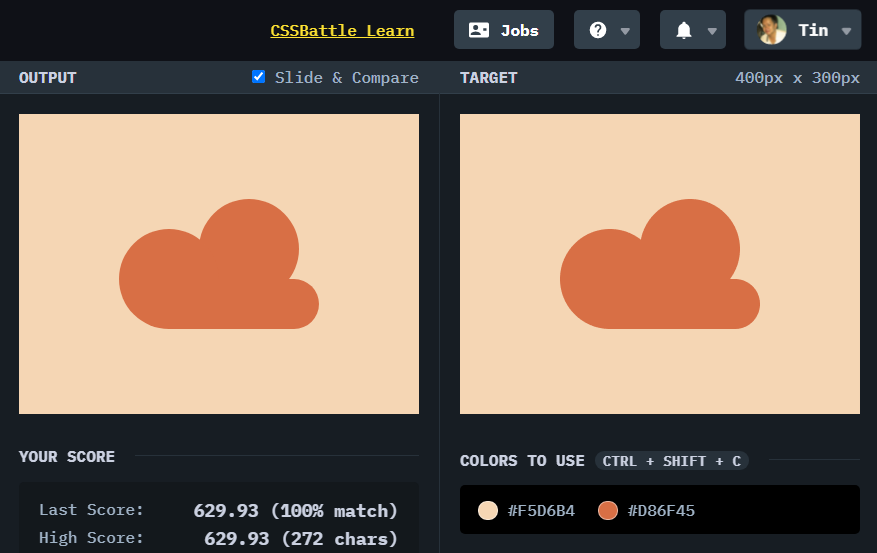 CSSBattle Learn Jobs Tin
OUTPUT Slide & Compare TARGET 400px x 300px
YOUR SCORE COLORS TO USE CTRL + SHIFT + C
Last Score: 629.93 (100% match) #F5D6B4 #D86F45
High Score: 629.93 (272 chars)